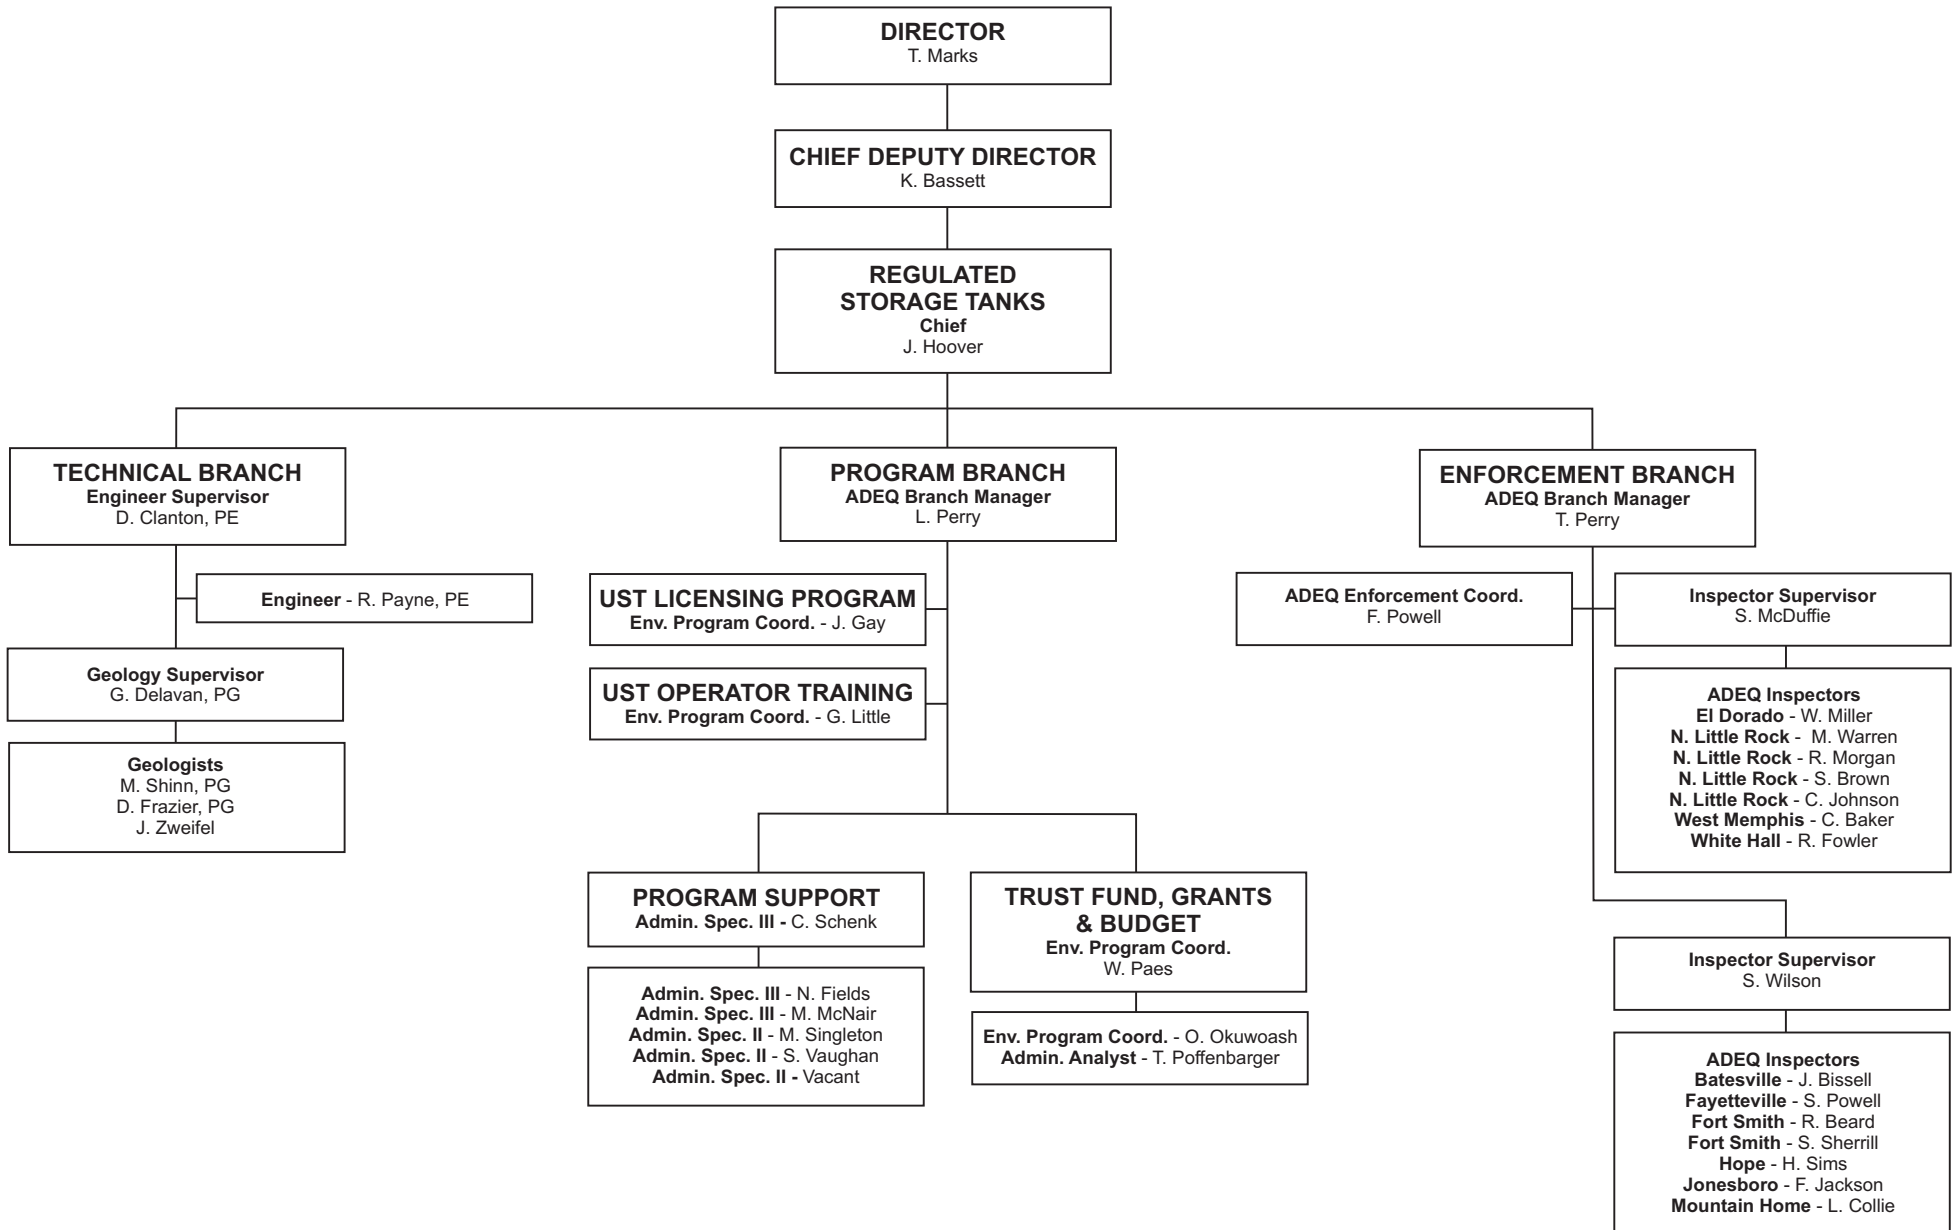 DIRECTOR
T. Marks
CHIEF DEPUTY DIRECTOR
K. Bassett
REGULATED
STORAGE TANKS
Chief
J. Hoover
TECHNICAL BRANCH
Engineer Supervisor
D. Clanton, PE
Engineer - R. Payne, PE
Geology Supervisor
G. Delavan, PG
Geologists
M. Shinn, PG
D. Frazier, PG
J. Zweifel
PROGRAM BRANCH
ADEQ Branch Manager
L. Perry
UST LICENSING PROGRAM
Env. Program Coord. - J. Gay
UST OPERATOR TRAINING
Env. Program Coord. - G. Little
PROGRAM SUPPORT
Admin. Spec. III - C. Schenk
Admin. Spec. III - N. Fields
Admin. Spec. III - M. McNair
Admin. Spec. II - M. Singleton
Admin. Spec. II - S. Vaughan
Admin. Spec. II - Vacant
TRUST FUND, GRANTS
& BUDGET
Env. Program Coord.
W. Paes
Env. Program Coord. - O. Okuwoash
Admin. Analyst - T. Poffenbarger
ENFORCEMENT BRANCH
ADEQ Branch Manager
T. Perry
ADEQ Enforcement Coord.
F. Powell
Inspector Supervisor
S. McDuffie
ADEQ Inspectors
El Dorado - W. Miller
N. Little Rock - M. Warren
N. Little Rock - R. Morgan
N. Little Rock - S. Brown
N. Little Rock - C. Johnson
West Memphis - C. Baker
White Hall - R. Fowler
Inspector Supervisor
S. Wilson
ADEQ Inspectors
Batesville - J. Bissell
Fayetteville - S. Powell
Fort Smith - R. Beard
Fort Smith - S. Sherrill
Hope - H. Sims
Jonesboro - F. Jackson
Mountain Home - L. Collie